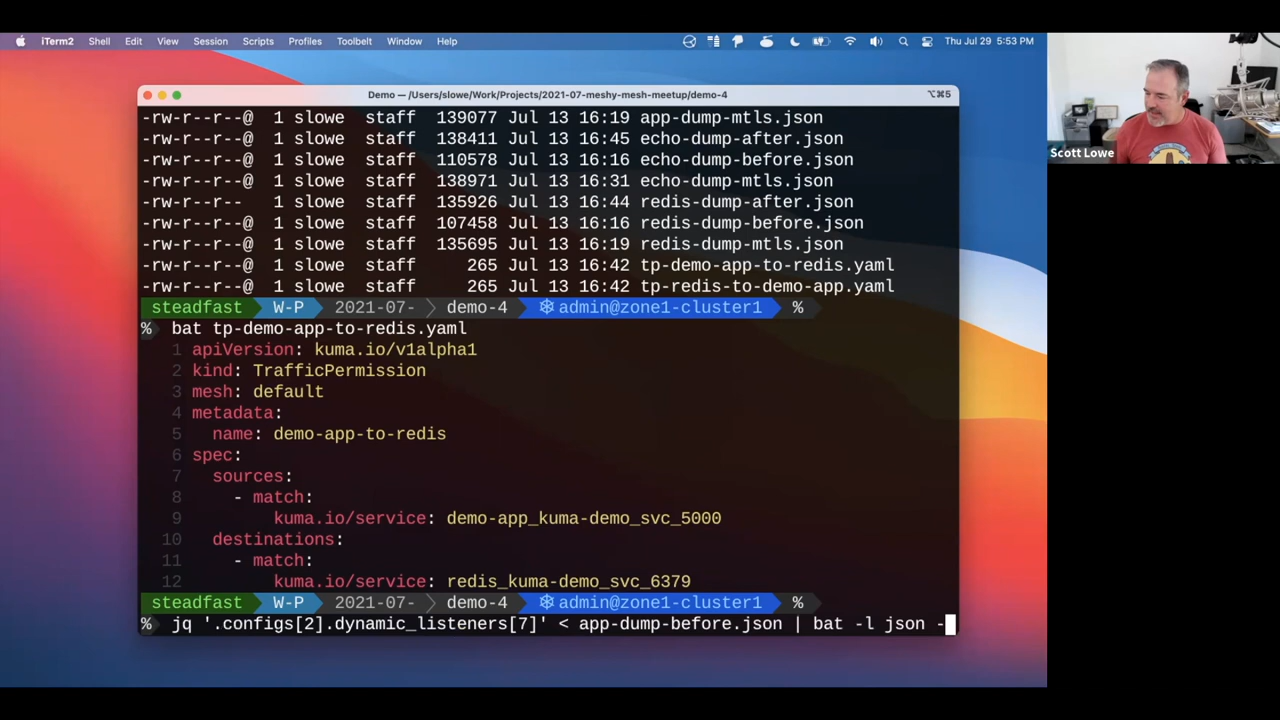 iTerm2 Shell Edit View Session Scripts Profiles Toolbelt Window Help Thu Jul 29 5:53 PM
Demo — /Users/slowe/Work/Projects/2021-07-meshy-mesh-meetup/demo-4 ⌥⌘5
-rw-r--r--@ 1 slowe staff 139077 Jul 13 16:19 app-dump-mtls.json
-rw-r--r--@ 1 slowe staff 138411 Jul 13 16:45 echo-dump-after.json
-rw-r--r--@ 1 slowe staff 110578 Jul 13 16:16 echo-dump-before.json
-rw-r--r--@ 1 slowe staff 138971 Jul 13 16:31 echo-dump-mtls.json
-rw-r--r-- 1 slowe staff 135926 Jul 13 16:44 redis-dump-after.json
-rw-r--r--@ 1 slowe staff 107458 Jul 13 16:16 redis-dump-before.json
-rw-r--r--@ 1 slowe staff 135695 Jul 13 16:19 redis-dump-mtls.json
-rw-r--r--@ 1 slowe staff 265 Jul 13 16:42 tp-demo-app-to-redis.yaml
-rw-r--r--@ 1 slowe staff 265 Jul 13 16:42 tp-redis-to-demo-app.yaml
steadfast W-P 2021-07- demo-4 admin@zone1-cluster1 %
% bat tp-demo-app-to-redis.yaml
1 apiVersion: kuma.io/v1alpha1
2 kind: TrafficPermission
3 mesh: default
4 metadata:
5 name: demo-app-to-redis
6 spec:
7 sources:
8 - match:
9 kuma.io/service: demo-app_kuma-demo_svc_5000
10 destinations:
11 - match:
12 kuma.io/service: redis_kuma-demo_svc_6379
steadfast W-P 2021-07- demo-4 admin@zone1-cluster1 %
% jq '.configs[2].dynamic_listeners[7]' < app-dump-before.json | bat -l json -
Scott Lowe